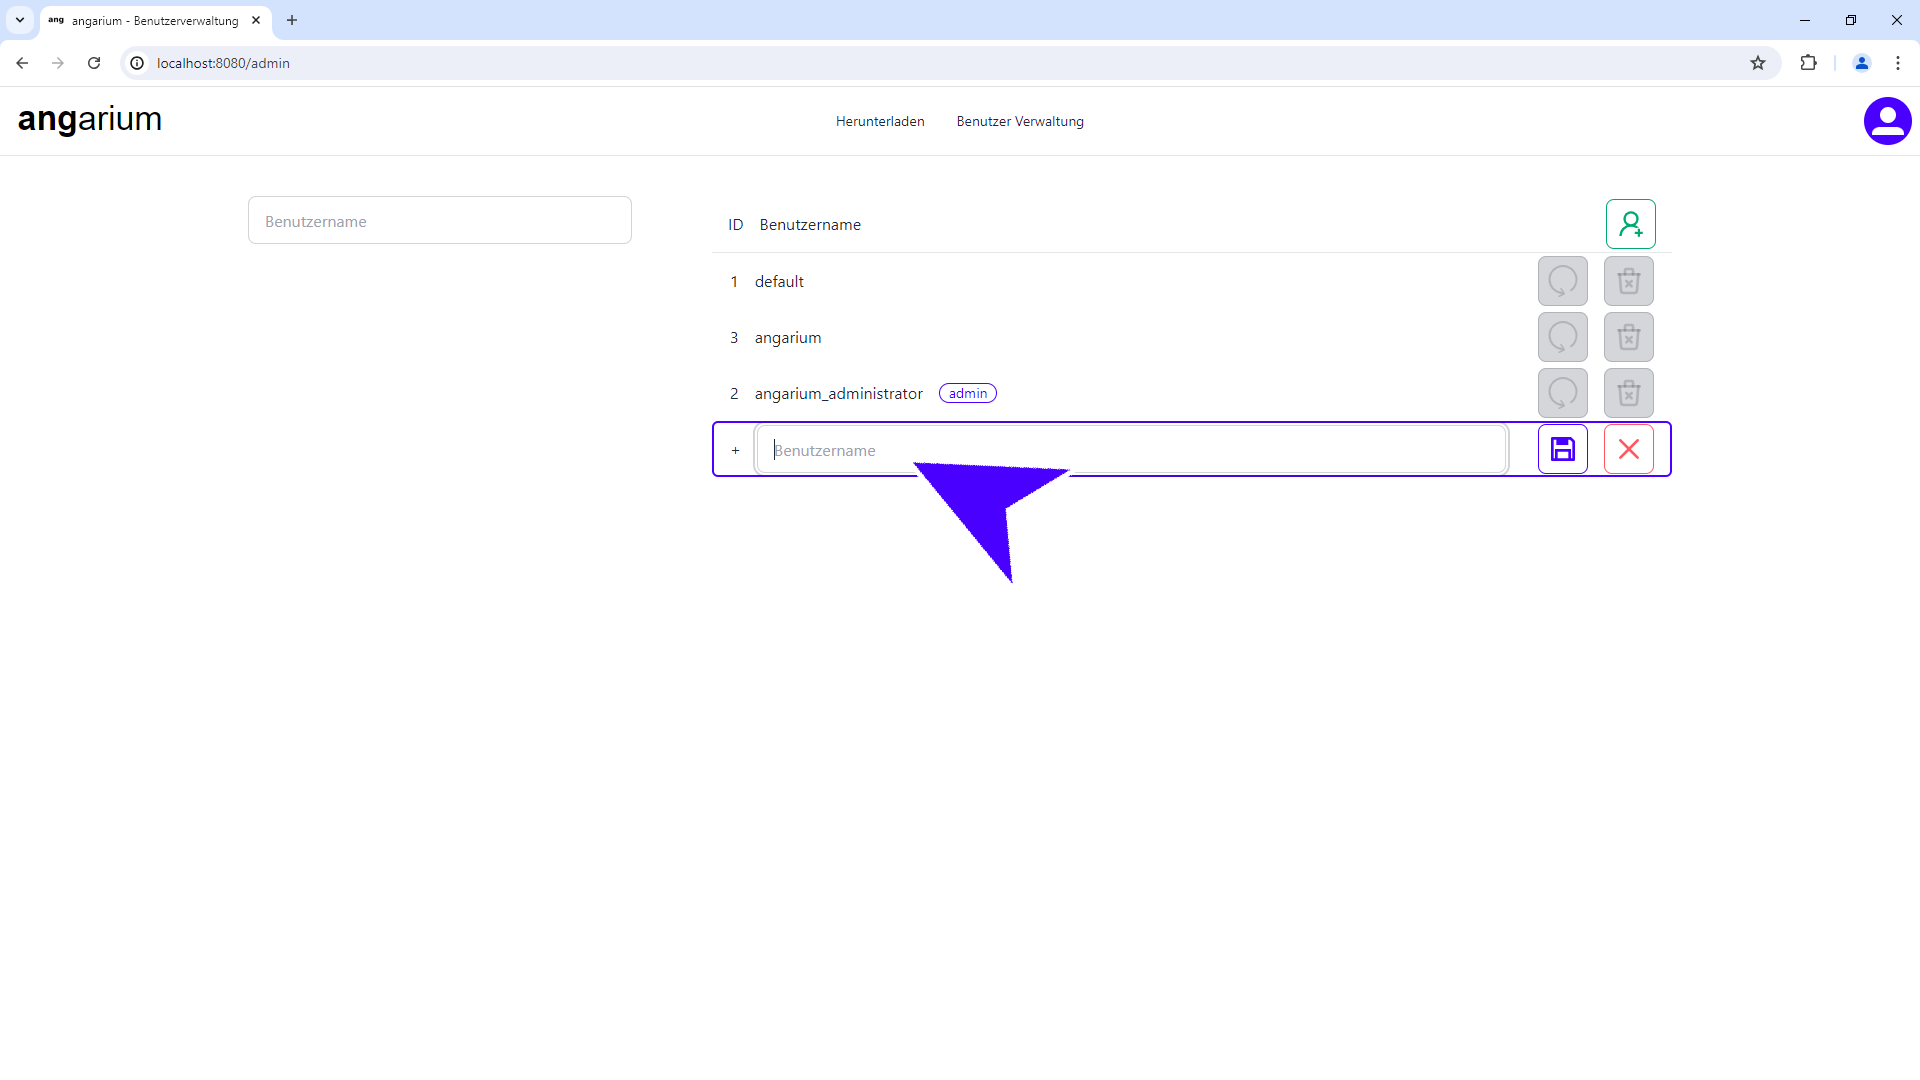 ang angarium - Benutzerverwaltung
localhost:8080/admin
angarium
Herunterladen Benutzer Verwaltung
Benutzername
ID Benutzername
1 default
3 angarium
2 angarium_administrator admin
+ Benutzername